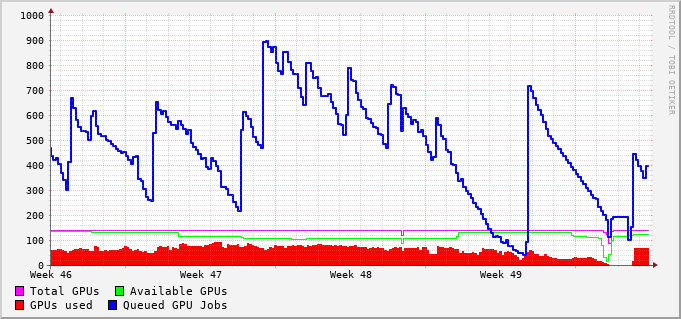 1000
900
800
700
600
500
400
300
200
100
0
Week 46 Week 47 Week 48 Week 49
Total GPUs Available GPUs
GPUs used Queued GPU Jobs
RRDTOOL / TOBI OETIKER